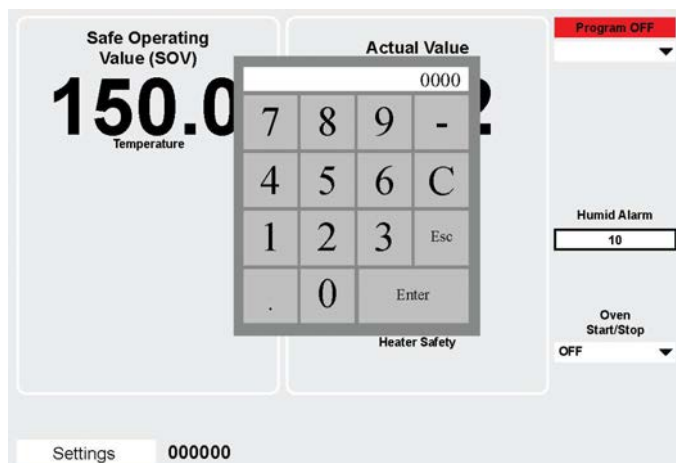 Safe Operating
Value (SOV)
150.0
Temperature
Actual Value
Program OFF
0000
7 8 9 -
4 5 6 C
1 2 3 Esc
. 0 Enter
Heater Safety
Humid Alarm
10
Oven
Start/Stop
OFF
Settings 000000